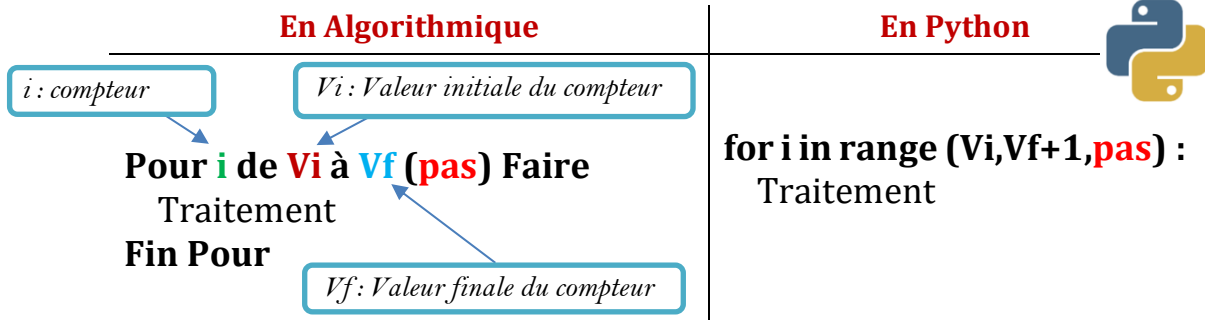 En Algorithmique
En Python
i : compteur
Vi : Valeur initiale du compteur
Pour i de Vi à Vf (pas) Faire
Traitement
Fin Pour
Vf : Valeur finale du compteur
for i in range (Vi,Vf+1,pas) :
Traitement